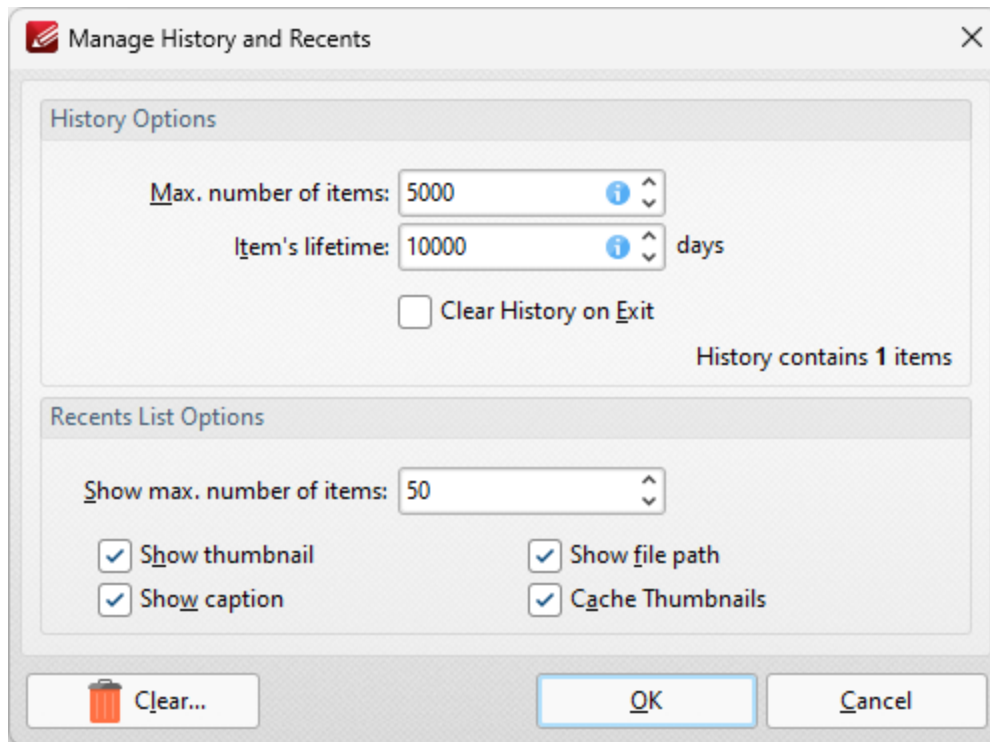 Manage History and Recents
History Options
Max. number of items: 5000
Item's lifetime: 10000 days
Clear History on Exit
History contains 1 items
Recents List Options
Show max. number of items: 50
Show thumbnail Show file path
Show caption Cache Thumbnails
Clear... OK Cancel